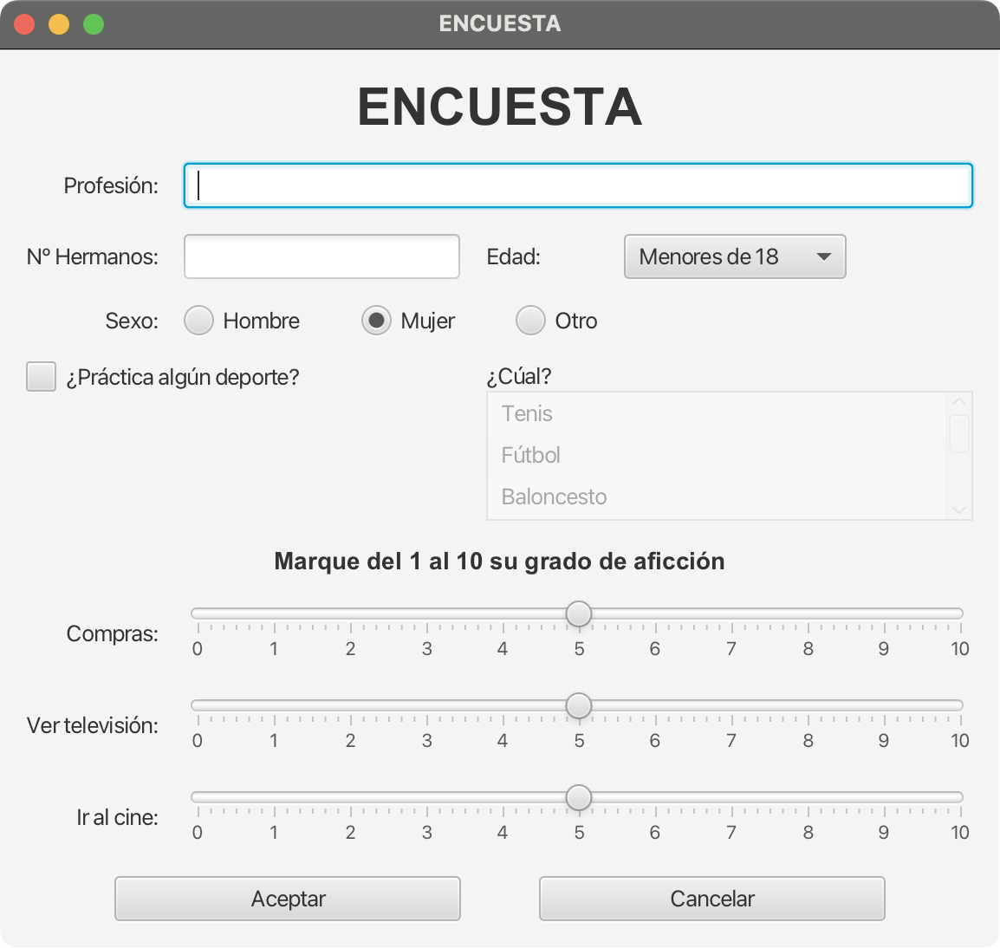 ENCUESTA
ENCUESTA
Profesión:
Nº Hermanos:
Edad:
Menores de 18
Sexo:
Hombre
Mujer
Otro
¿Práctica algún deporte?
¿Cúal?
Tenis
Fútbol
Baloncesto
Marque del 1 al 10 su grado de aficción
Compras:
0 1 2 3 4 5 6 7 8 9 10
Ver televisión:
0 1 2 3 4 5 6 7 8 9 10
Ir al cine:
0 1 2 3 4 5 6 7 8 9 10
Aceptar
Cancelar